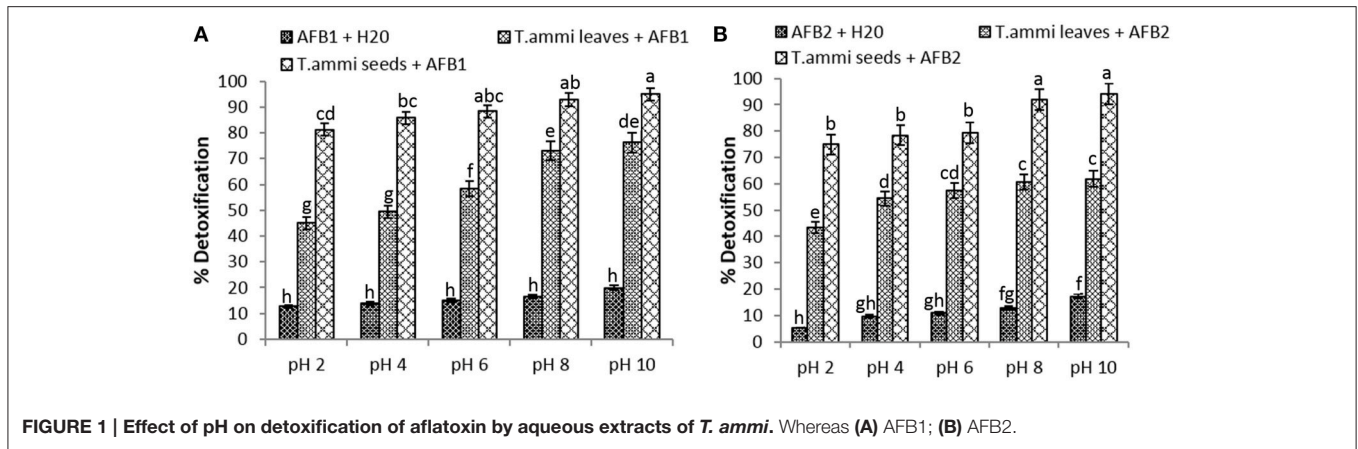 A
AFB1 + H20
T.ammi leaves + AFB1
T.ammi seeds + AFB1
% Detoxification
100
90
80
70
60
50
40
30
20
10
0
h g cd
h g bc
h f abc
h e ab
h de a
pH 2 pH 4 pH 6 pH 8 pH 10
B
AFB2 + H20
T.ammi leaves + AFB2
T.ammi seeds + AFB2
% Detoxification
100
90
80
70
60
50
40
30
20
10
0
h e b
gh d b
gh cd b
fg c a
f c a
pH 2 pH 4 pH 6 pH 8 pH 10
FIGURE 1 | Effect of pH on detoxification of aflatoxin by aqueous extracts of T. ammi. Whereas (A) AFB1; (B) AFB2.